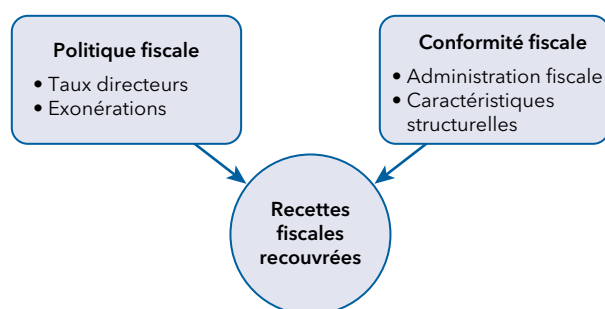 Politique fiscale
• Taux directeurs
• Exonérations
Conformité fiscale
• Administration fiscale
• Caractéristiques
structurelles
Recettes
fiscales
recouvrées